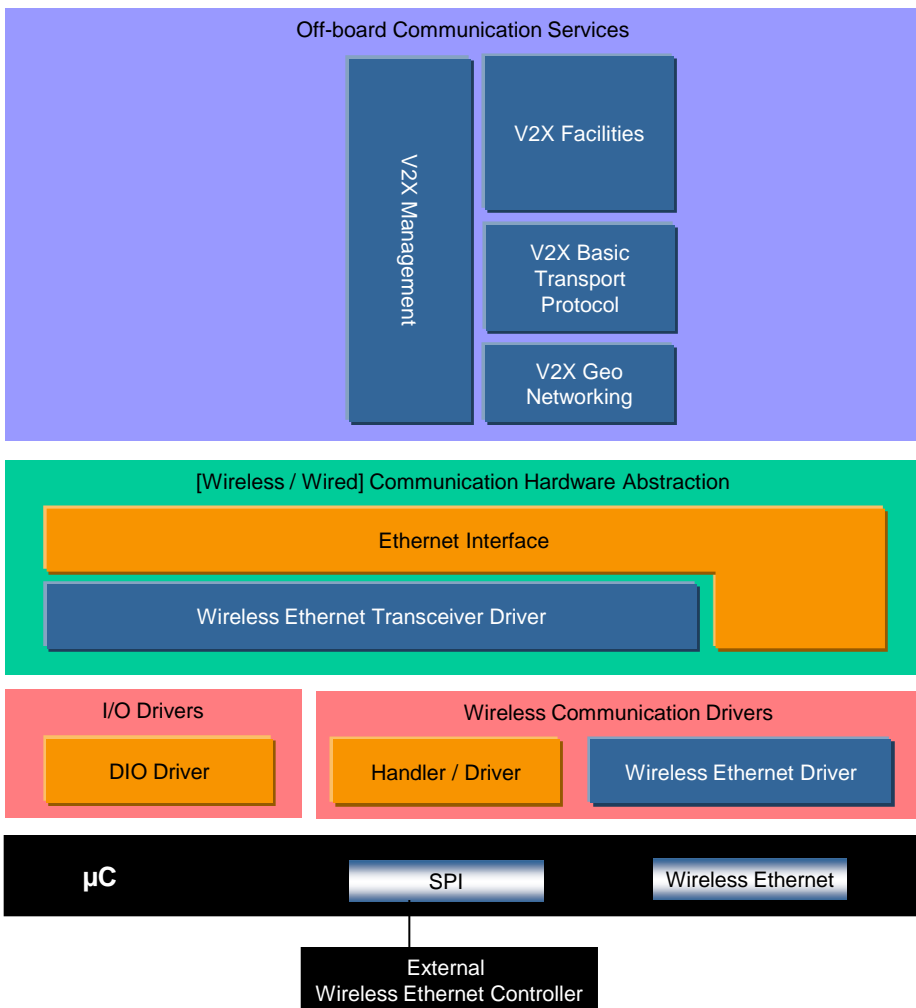 Off-board Communication Services
V2X Management
V2X Facilities
V2X Basic
Transport
Protocol
V2X Geo
Networking
[Wireless / Wired] Communication Hardware Abstraction
Ethernet Interface
Wireless Ethernet Transceiver Driver
I/O Drivers
DIO Driver
Wireless Communication Drivers
Handler / Driver
Wireless Ethernet Driver
µC
SPI
Wireless Ethernet
External
Wireless Ethernet Controller